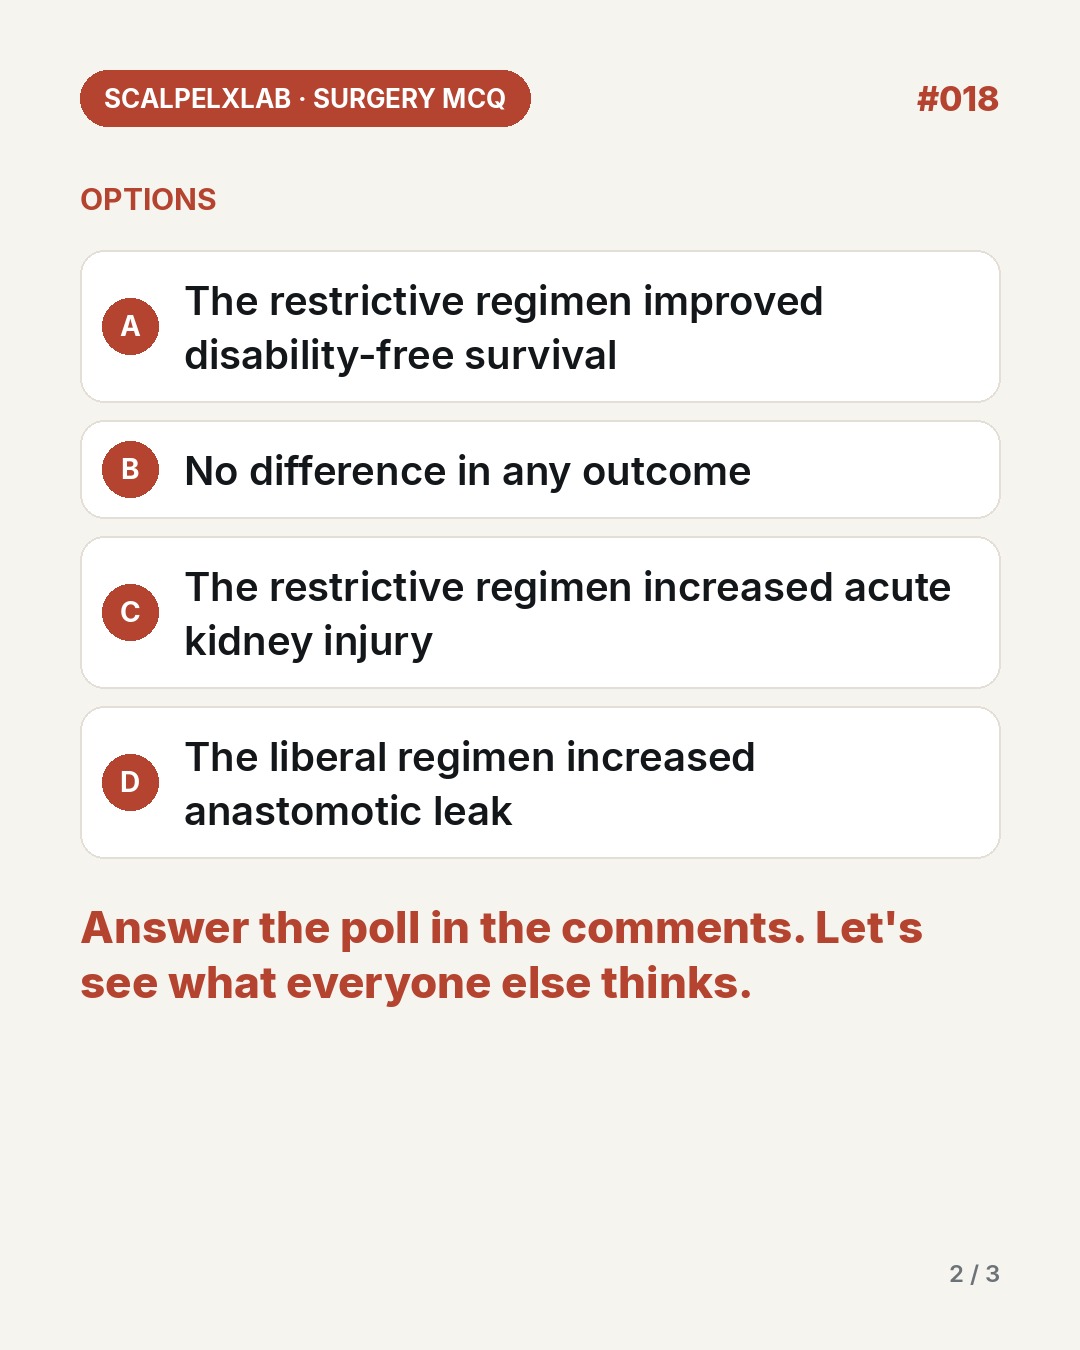 SCALPELXLAB · SURGERY MCQ
#018
OPTIONS
A
The restrictive regimen improved
disability-free survival
B
No difference in any outcome
C
The restrictive regimen increased acute
kidney injury
D
The liberal regimen increased
anastomotic leak
Answer the poll in the comments. Let's
see what everyone else thinks.
2 / 3